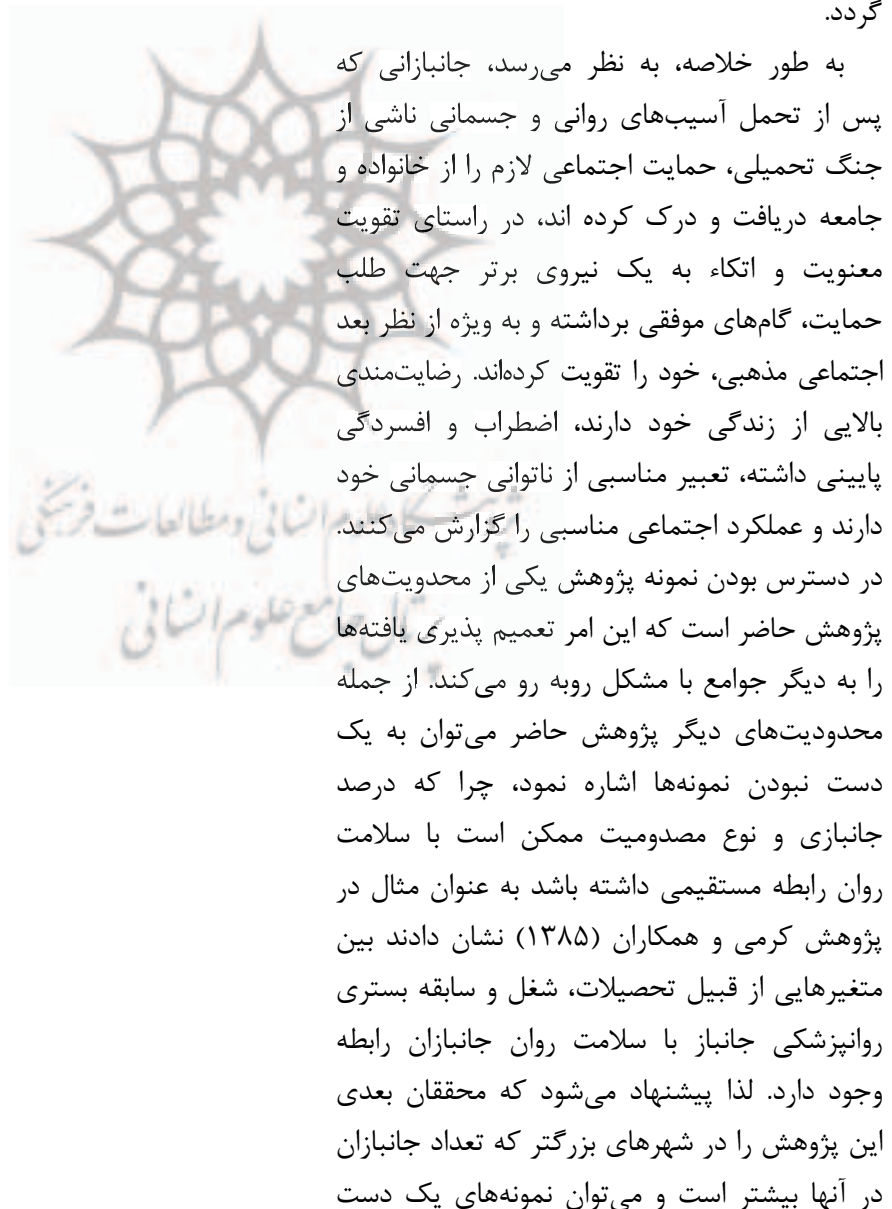 گردد.
به طور خلاصه، به نظر می‌رسد، جانبازانی که
پس از تحمل آسیب‌های روانی و جسمانی ناشی از
جنگ تحمیلی، حمایت اجتماعی لازم را از خانواده و
جامعه دریافت و درک کرده اند، در راستای تقویت
معنویت و اتکاء به یک نیروی برتر جهت طلب
حمایت، گام‌های موفقی برداشته و به ویژه از نظر بعد
اجتماعی مذهبی، خود را تقویت کرده‌اند. رضایت‌مندی
بالایی از زندگی خود دارند، اضطراب و افسردگی
پایینی داشته، تعبیر مناسبی از ناتوانی جسمانی خود
دارند و عملکرد اجتماعی مناسبی را گزارش می‌کنند.
در دسترس بودن نمونه پژوهش یکی از محدویت‌های
پژوهش حاضر است که این امر تعمیم پذیری یافته‌ها
را به دیگر جوامع با مشکل روبه رو می‌کند. از جمله
محدودیت‌های دیگر پژوهش حاضر می‌توان به یک
دست نبودن نمونه‌ها اشاره نمود، چرا که درصد
جانبازی و نوع مصدومیت ممکن است با سلامت
روان رابطه مستقیمی داشته باشد به عنوان مثال در
پژوهش کرمی و همکاران (۱۳۸۵) نشان دادند بین
متغیرهایی از قبیل تحصیلات، شغل و سابقه بستری
روانپزشکی جانباز با سلامت روان جانبازان رابطه
وجود دارد. لذا پیشنهاد می‌شود که محققان بعدی
این پژوهش را در شهرهای بزرگتر که تعداد جانبازان
در آنها بیشتر است و می‌توان نمونه‌های یک دست
علوم انسانی و مطالعات فرهنگی
پرتال جامع علوم انسانی